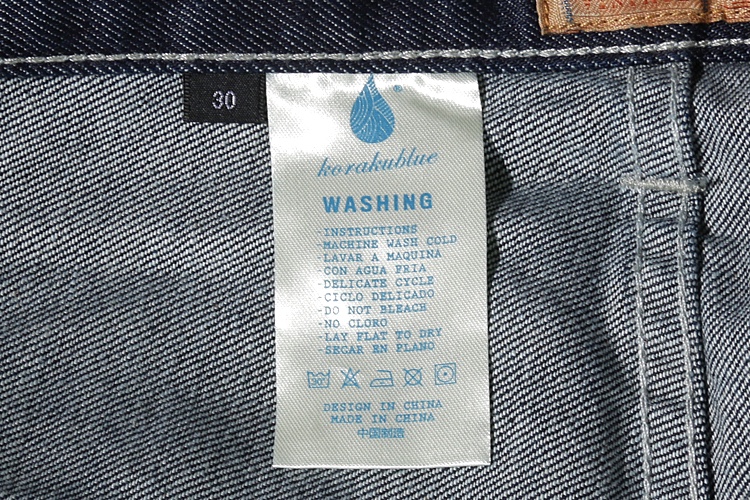 30
®
korakublue
WASHING
-INSTRUCTIONS
-MACHINE WASH COLD
-LAVAR A MAQUINA
-CON AGUA FRIA
-DELICATE CYCLE
-CICLO DELICADO
-DO NOT BLEACH
-NO CLORO
-LAY FLAT TO DRY
-SECAR EN PLANO
30°
DESIGN IN CHINA
MADE IN CHINA
中国制造